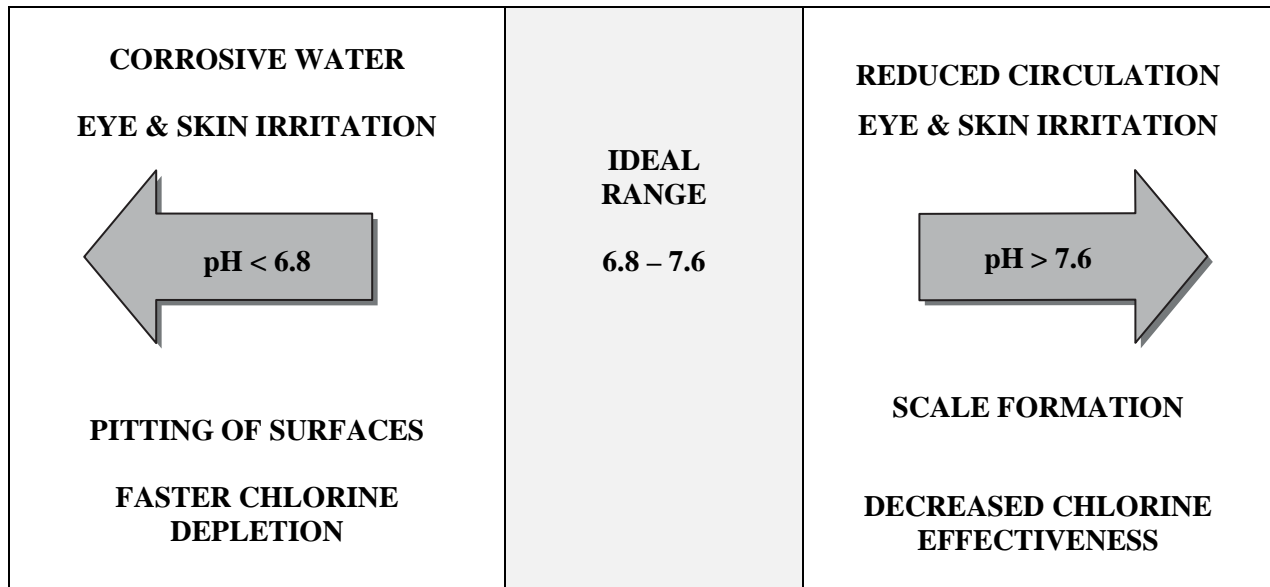 CORROSIVE WATER
EYE & SKIN IRRITATION
pH < 6.8
PITTING OF SURFACES
FASTER CHLORINE
DEPLETION
IDEAL
RANGE
6.8 – 7.6
REDUCED CIRCULATION
EYE & SKIN IRRITATION
pH > 7.6
SCALE FORMATION
DECREASED CHLORINE
EFFECTIVENESS